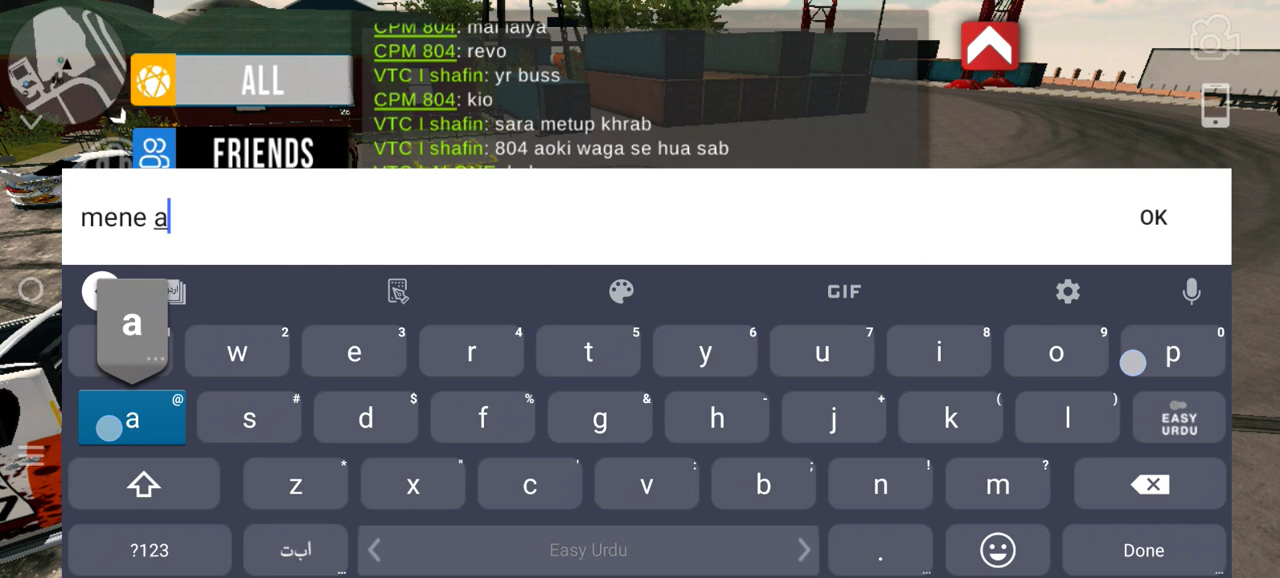 CPM 804: mai laiya
CPM 804: revo
ALL
VTC I shafin: yr buss
CPM 804: kio
VTC I shafin: sara metup khrab
FRIENDS
VTC I shafin: 804 aoki waga se hua sab
mene a
OK
a
GIF
1 w 2 e 3 r 4 t 5 y 6 u 7 i 8 o 9 p 0
a @ s # d $ f % g & h - j + k ( l ) EASY URDU
z * x " c ' v : b ; n ! m ?
?123 ابت Easy Urdu . Done